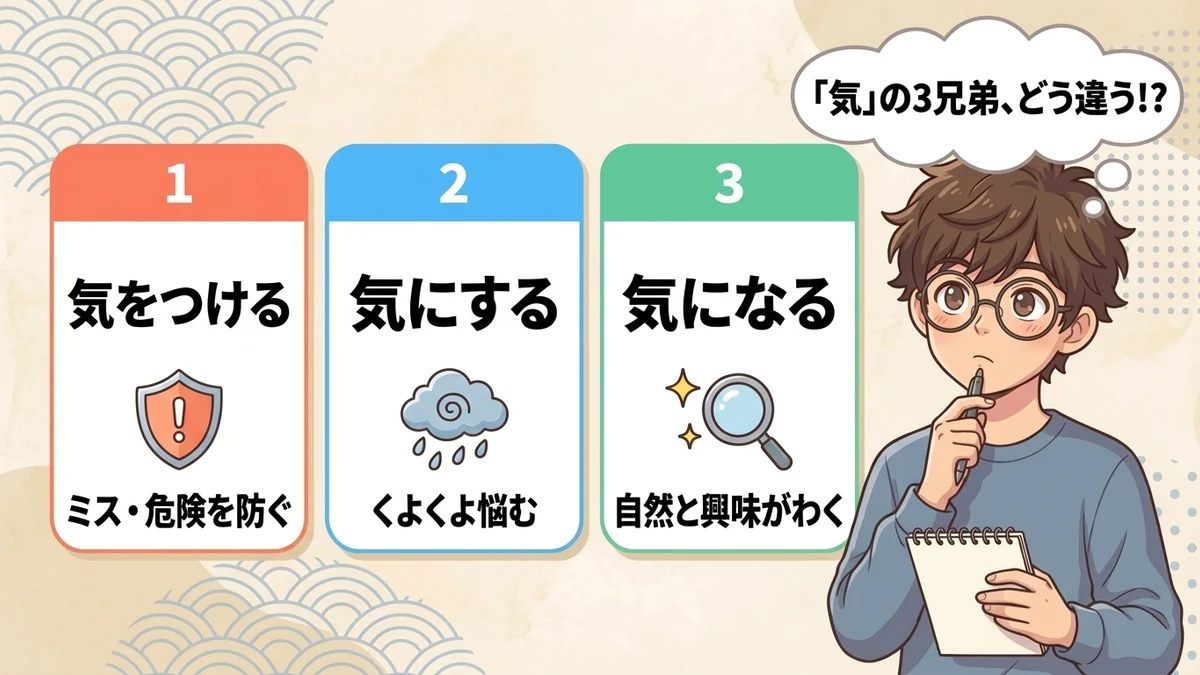 「気」の3兄弟、どう違う!?
1
気をつける
ミス・危険を防ぐ
2
気にする
くよくよ悩む
3
気になる
自然と興味がわく